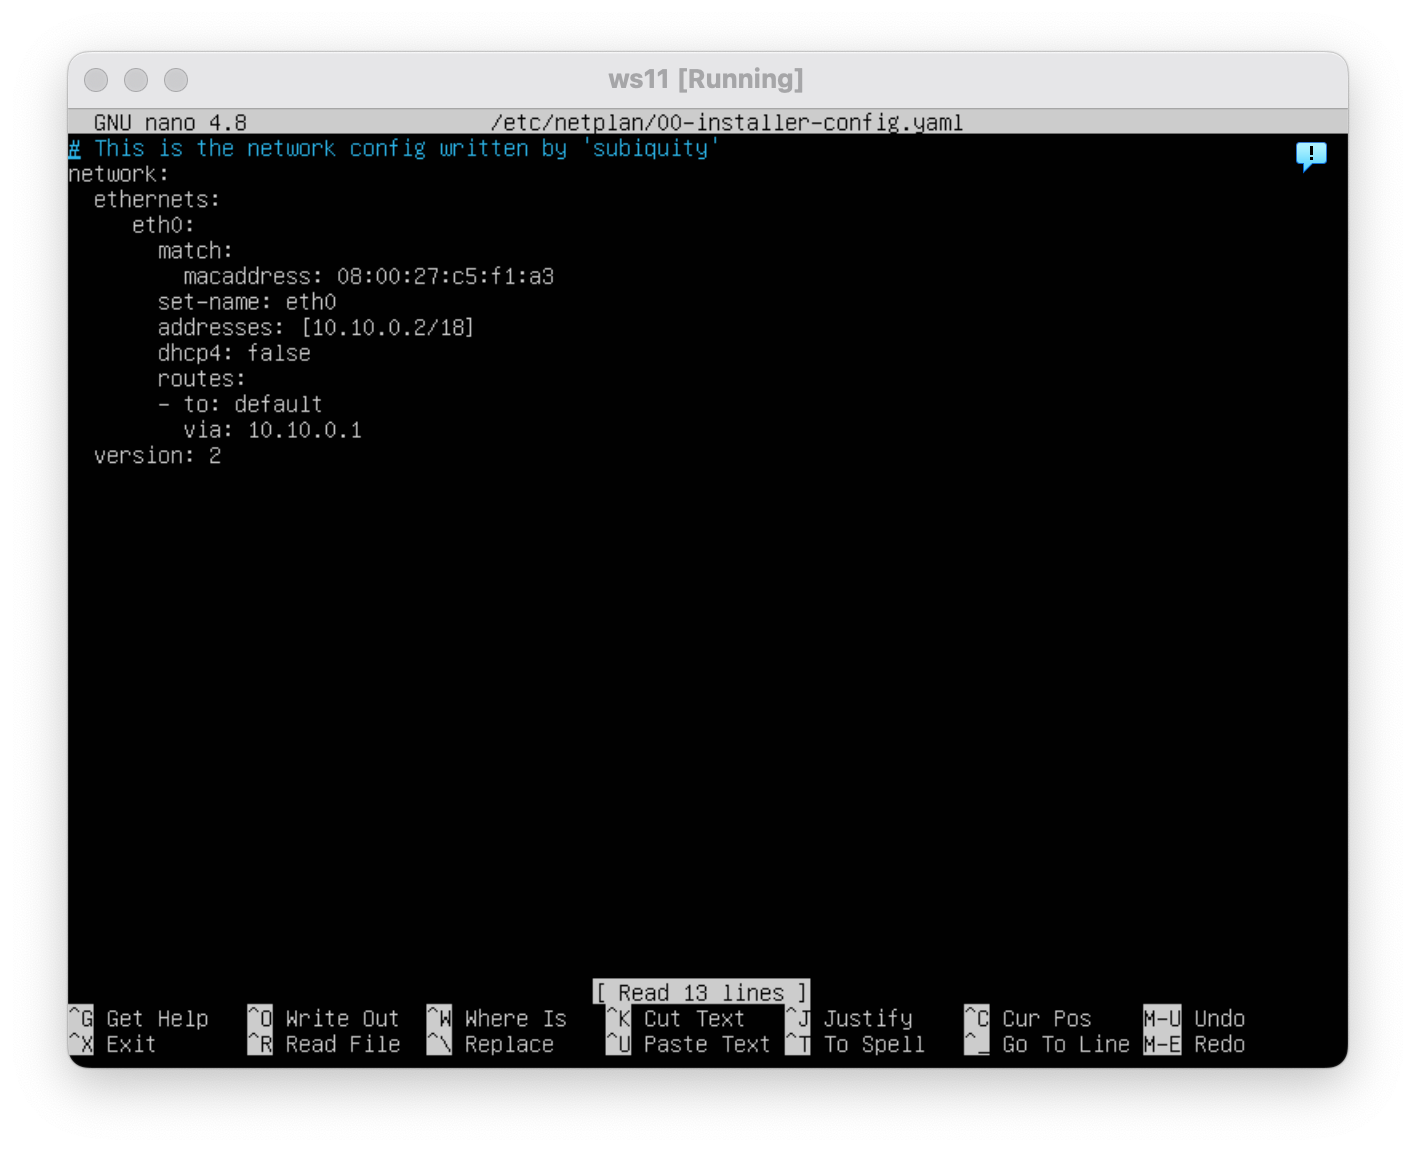 ws11 [Running]
GNU nano 4.8 /etc/netplan/00-installer-config.yaml
# This is the network config written by 'subiquity'
network:
  ethernets:
     eth0:
       match:
         macaddress: 08:00:27:c5:f1:a3
       set-name: eth0
       addresses: [10.10.0.2/18]
       dhcp4: false
       routes:
       - to: default
         via: 10.10.0.1
  version: 2
[ Read 13 lines ]
^G Get Help ^O Write Out ^W Where Is ^K Cut Text ^J Justify ^C Cur Pos M-U Undo
^X Exit ^R Read File ^\ Replace ^U Paste Text ^T To Spell ^_ Go To Line M-E Redo